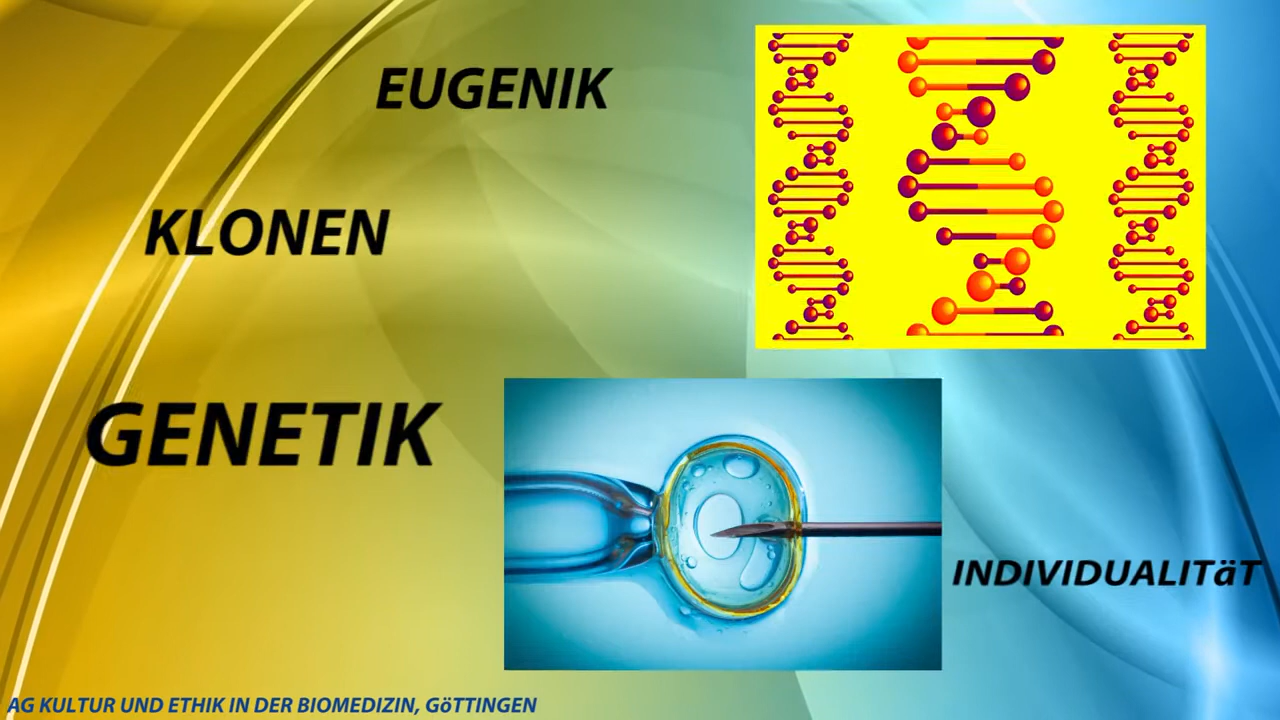 EUGENIK
KLONEN
GENETIK
INDIVIDUALITäT
AG KULTUR UND ETHIK IN DER BIOMEDIZIN, GöTTINGEN